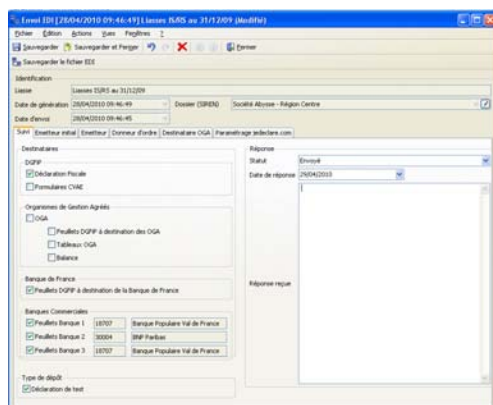 Envoi EDI [28/04/2010 09:46:49] Liasses IS/RS au 31/12/09 (Modifié)
Fichier Édition Actions Vues Fenêtres ?
Sauvegarder Sauvegarder et Fermer Fermer
Sauvegarder le fichier EDI
Identification
Liasse Liasses IS/RS au 31/12/09
Date de génération 28/04/2010 09:46:49 Dossier (SIREN) Société Abysse - Région Centre
Date d'envoi 28/04/2010 09:46:45
Suivi Emetteur initial Emetteur Donneur d'ordre Destinataire OGA Paramétrage jedeclare.com
Destinataires
DGFIP
Déclaration Fiscale
Formulaires CVAE
Organismes de Gestion Agréés
OGA
Feuillets DGFIP à destination des OGA
Tableaux OGA
Balance
Banque de France
Feuillets DGFIP à destination de la Banque de France
Banques Commerciales
Feuillets Banque 1 18707 Banque Populaire Val de France
Feuillets Banque 2 30004 BNP Paribas
Feuillets Banque 3 18707 Banque Populaire Val de France
Type de dépôt
Déclaration de test
Réponse
Statut Envoyé
Date de réponse 29/04/2010
Réponse reçue